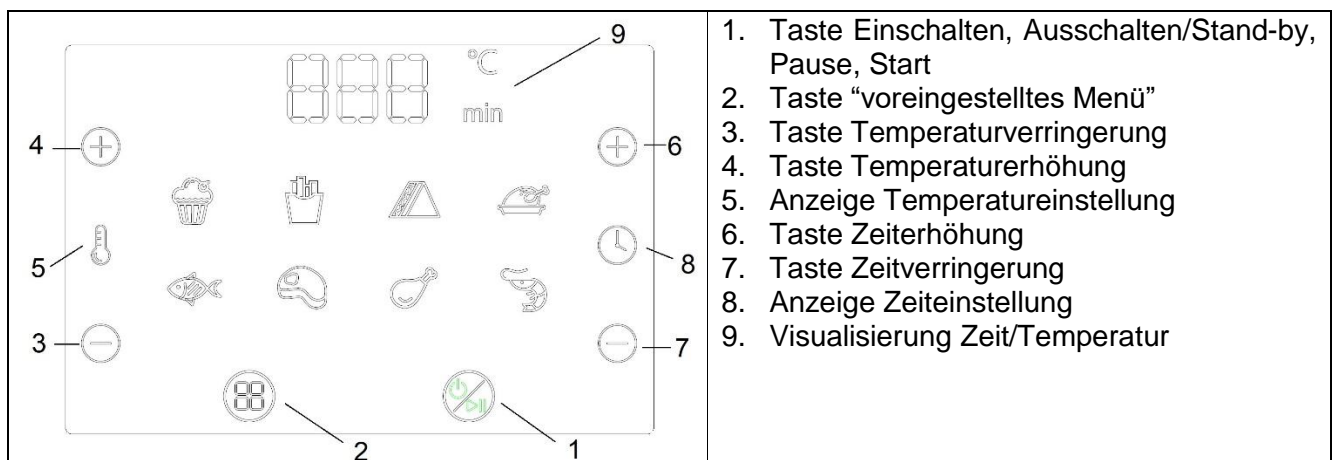 9
°C
min
4
6
5
8
3
7
2
1
1. Taste Einschalten, Ausschalten/Stand-by,
Pause, Start
2. Taste “voreingestelltes Menü”
3. Taste Temperaturverringerung
4. Taste Temperaturerhöhung
5. Anzeige Temperatureinstellung
6. Taste Zeiterhöhung
7. Taste Zeitverringerung
8. Anzeige Zeiteinstellung
9. Visualisierung Zeit/Temperatur